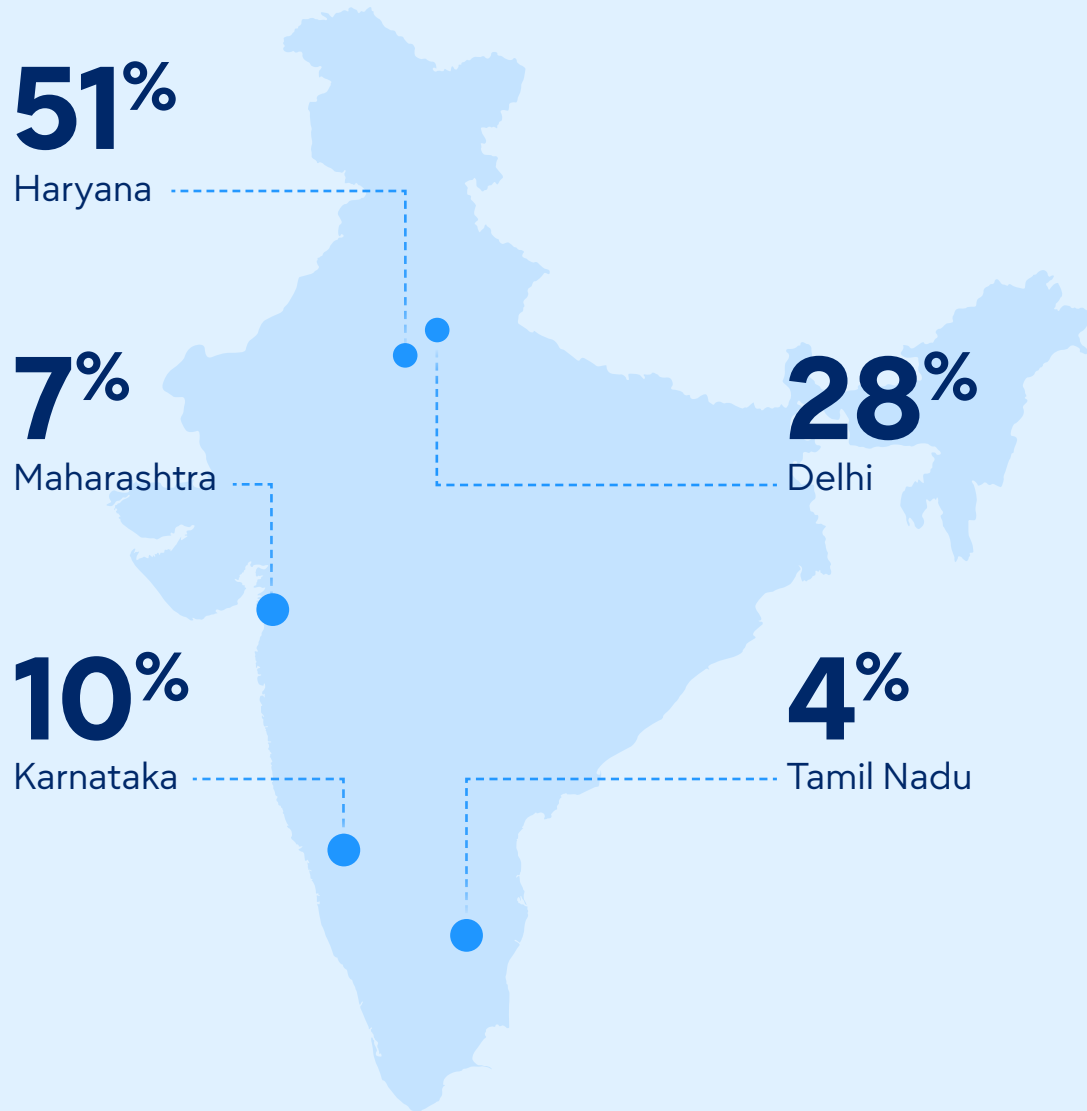 51%
Haryana
7%
Maharashtra
28%
Delhi
10%
Karnataka
4%
Tamil Nadu